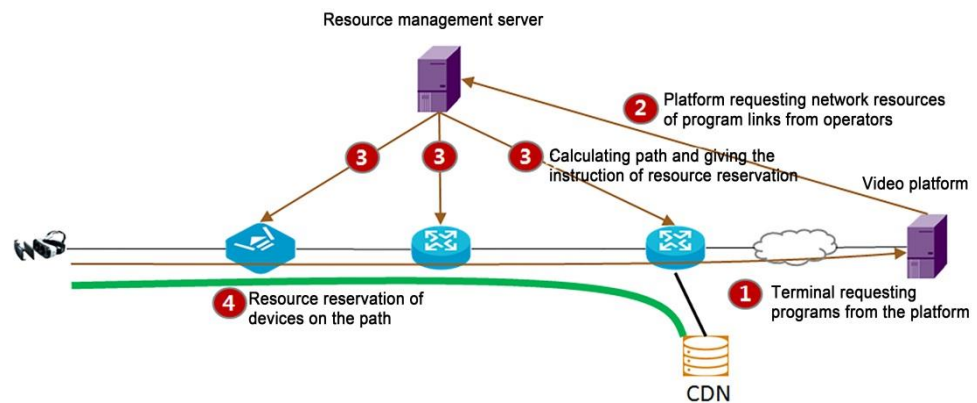 Resource management server
2
Platform requesting network resources
of program links from operators
3
3
3
Calculating path and giving the
instruction of resource reservation
Video platform
4
Resource reservation of
devices on the path
1
Terminal requesting
programs from the platform
CDN